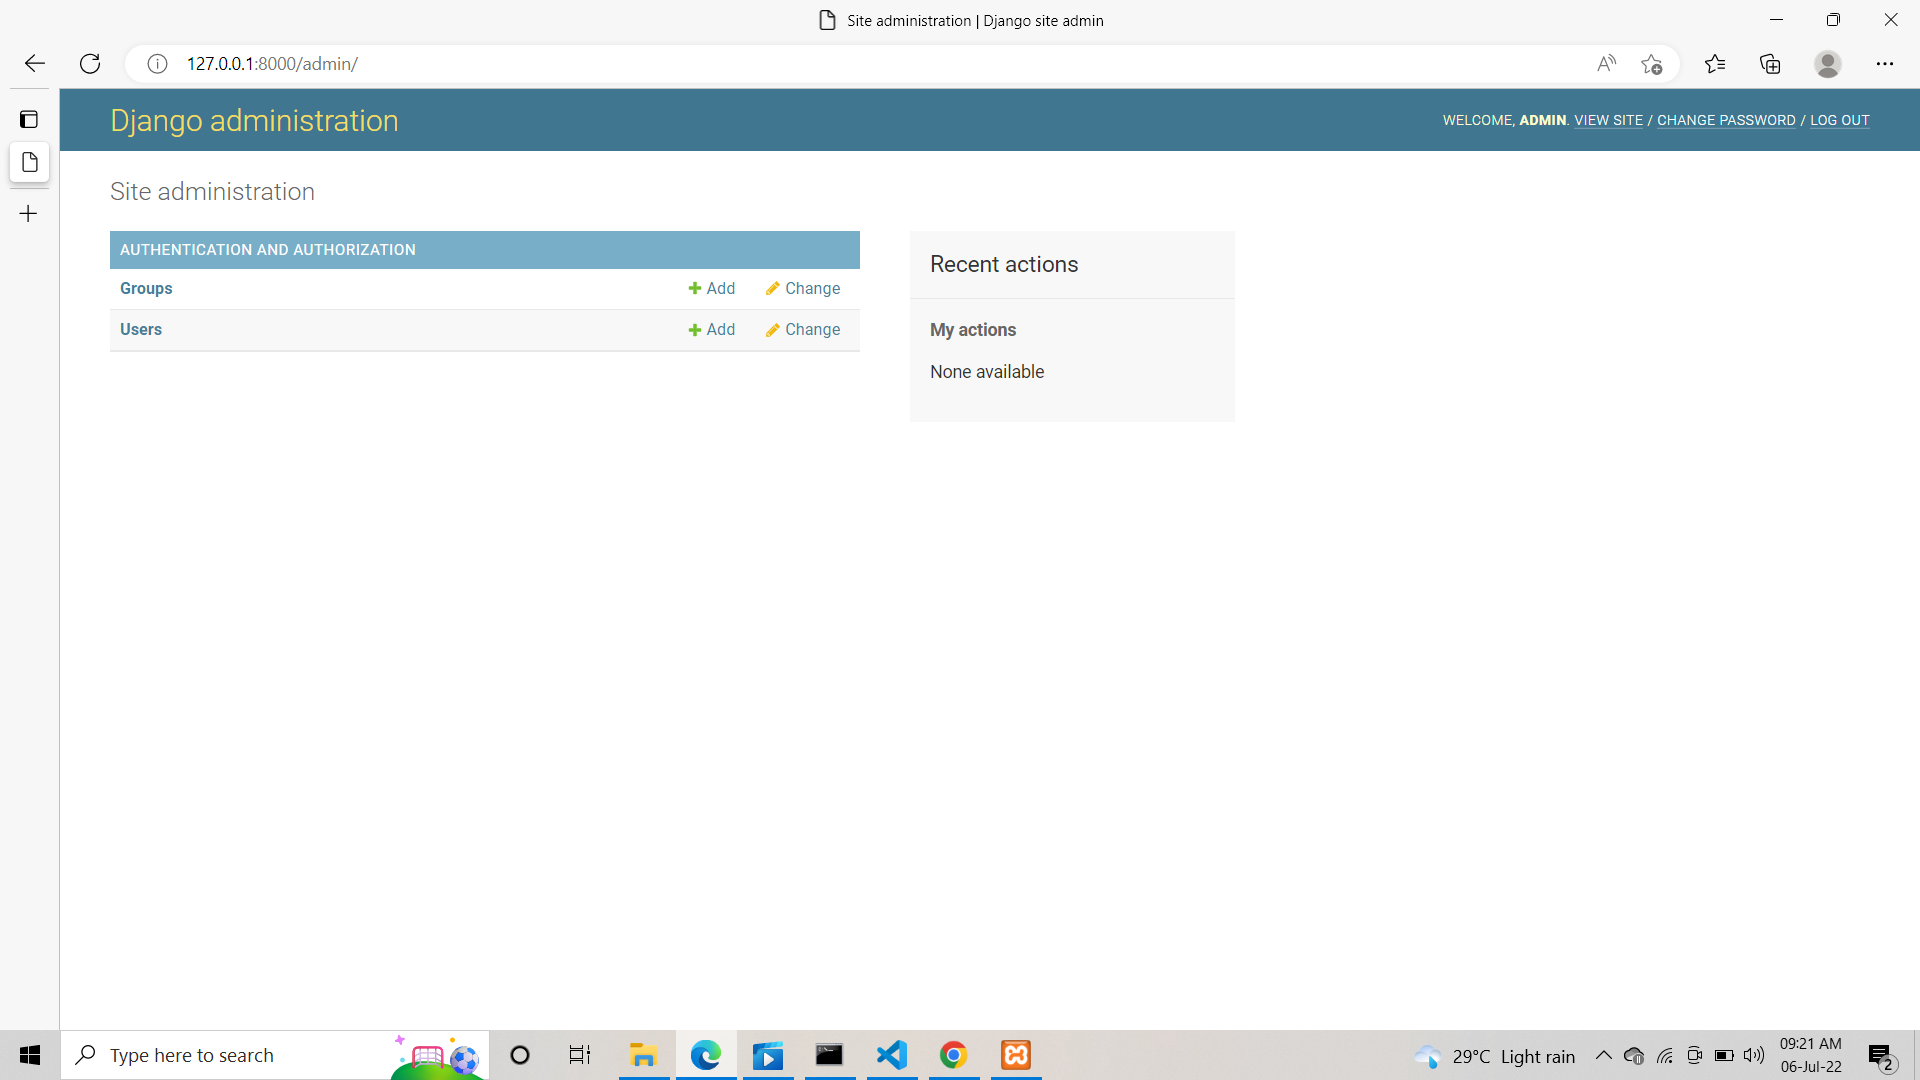 Site administration | Django site admin
127.0.0.1:8000/admin/
Django administration
WELCOME, ADMIN. VIEW SITE / CHANGE PASSWORD / LOG OUT
Site administration
AUTHENTICATION AND AUTHORIZATION
Groups Add Change
Users Add Change
Recent actions
My actions
None available
Type here to search
29°C Light rain
09:21 AM
06-Jul-22
2